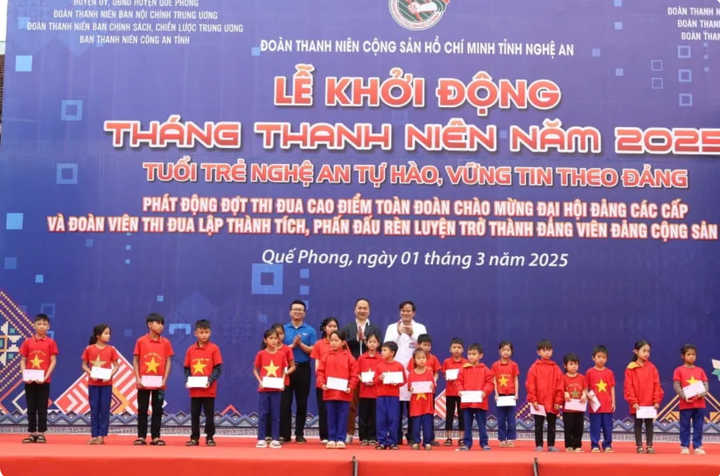 HUYỆN ỦY, UBND HUYỆN QUẾ PHONG
ĐOÀN THANH NIÊN BAN NỘI CHÍNH TRUNG ƯƠNG
ĐOÀN THANH NIÊN BAN CHÍNH SÁCH, CHIẾN LƯỢC TRUNG ƯƠNG
BAN THANH NIÊN CÔNG AN TỈNH
ĐOÀN THANH NIÊN CỘNG SẢN HỒ CHÍ MINH TỈNH NGHỆ AN
LỄ KHỞI ĐỘNG
THÁNG THANH NIÊN NĂM 2025
TUỔI TRẺ NGHỆ AN TỰ HÀO, VỮNG TIN THEO ĐẢNG
PHÁT ĐỘNG ĐỢT THI ĐUA CAO ĐIỂM TOÀN ĐOÀN CHÀO MỪNG ĐẠI HỘI ĐẢNG CÁC CẤP
VÀ ĐOÀN VIÊN THI ĐUA LẬP THÀNH TÍCH, PHẤN ĐẤU RÈN LUYỆN TRỞ THÀNH ĐẢNG VIÊN ĐẢNG CỘNG SẢN
Quế Phong, ngày 01 tháng 3 năm 2025